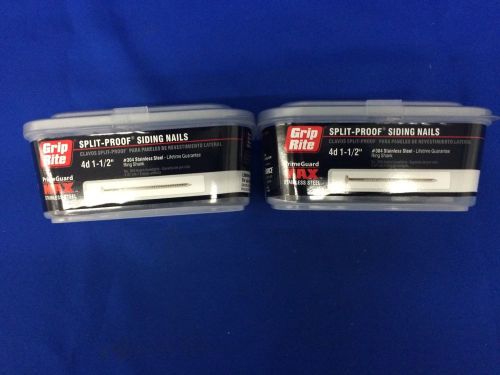 Grip
Rite
SPLIT-PROOF® SIDING NAILS
CLAVOS SPLIT-PROOF® PARA PANELES DE REVESTIMIENTO LATERAL
4d 1-1/2"
#304 Stainless Steel - Lifetime Guarantee
Ring Shank
PrimeGuard
MAX
STAINLESS STEEL
Grip
Rite
SPLIT-PROOF® SIDING NAILS
CLAVOS SPLIT-PROOF® PARA PANELES DE REVESTIMIENTO LATERAL
4d 1-1/2"
#304 Stainless Steel - Lifetime Guarantee
Ring Shank
PrimeGuard
MAX
STAINLESS STEEL